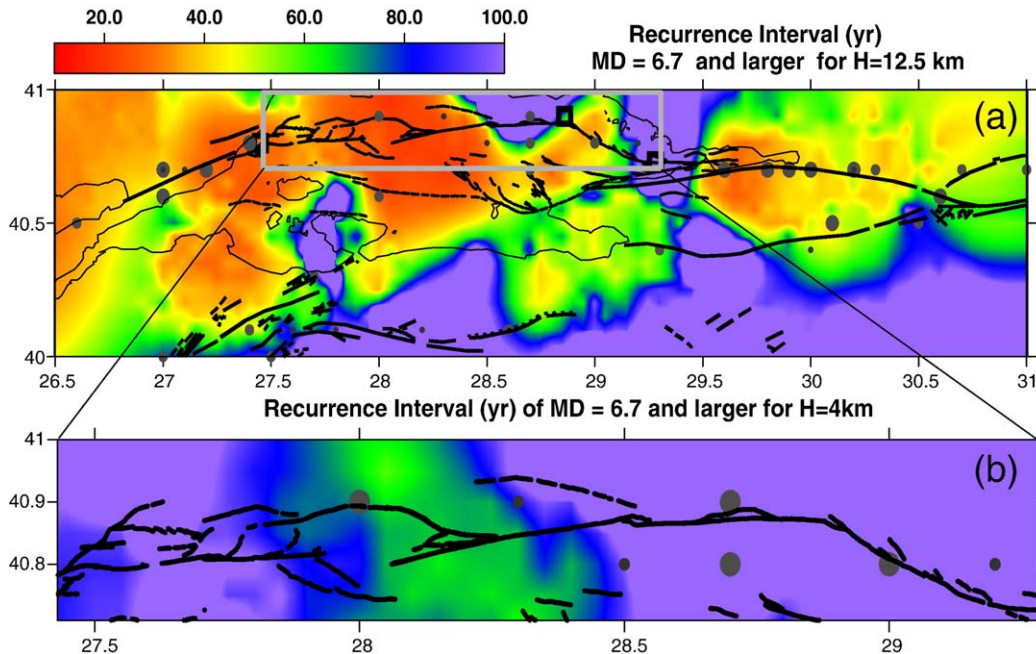 20.0 40.0 60.0 80.0 100.0
Recurrence Interval (yr)
MD = 6.7 and larger for H=12.5 km
41
(a)
40.5
40
26.5 27 27.5 28 28.5 29 29.5 30 30.5 31
Recurrence Interval (yr) of MD = 6.7 and larger for H=4km
41
(b)
40.9
40.8
27.5 28 28.5 29